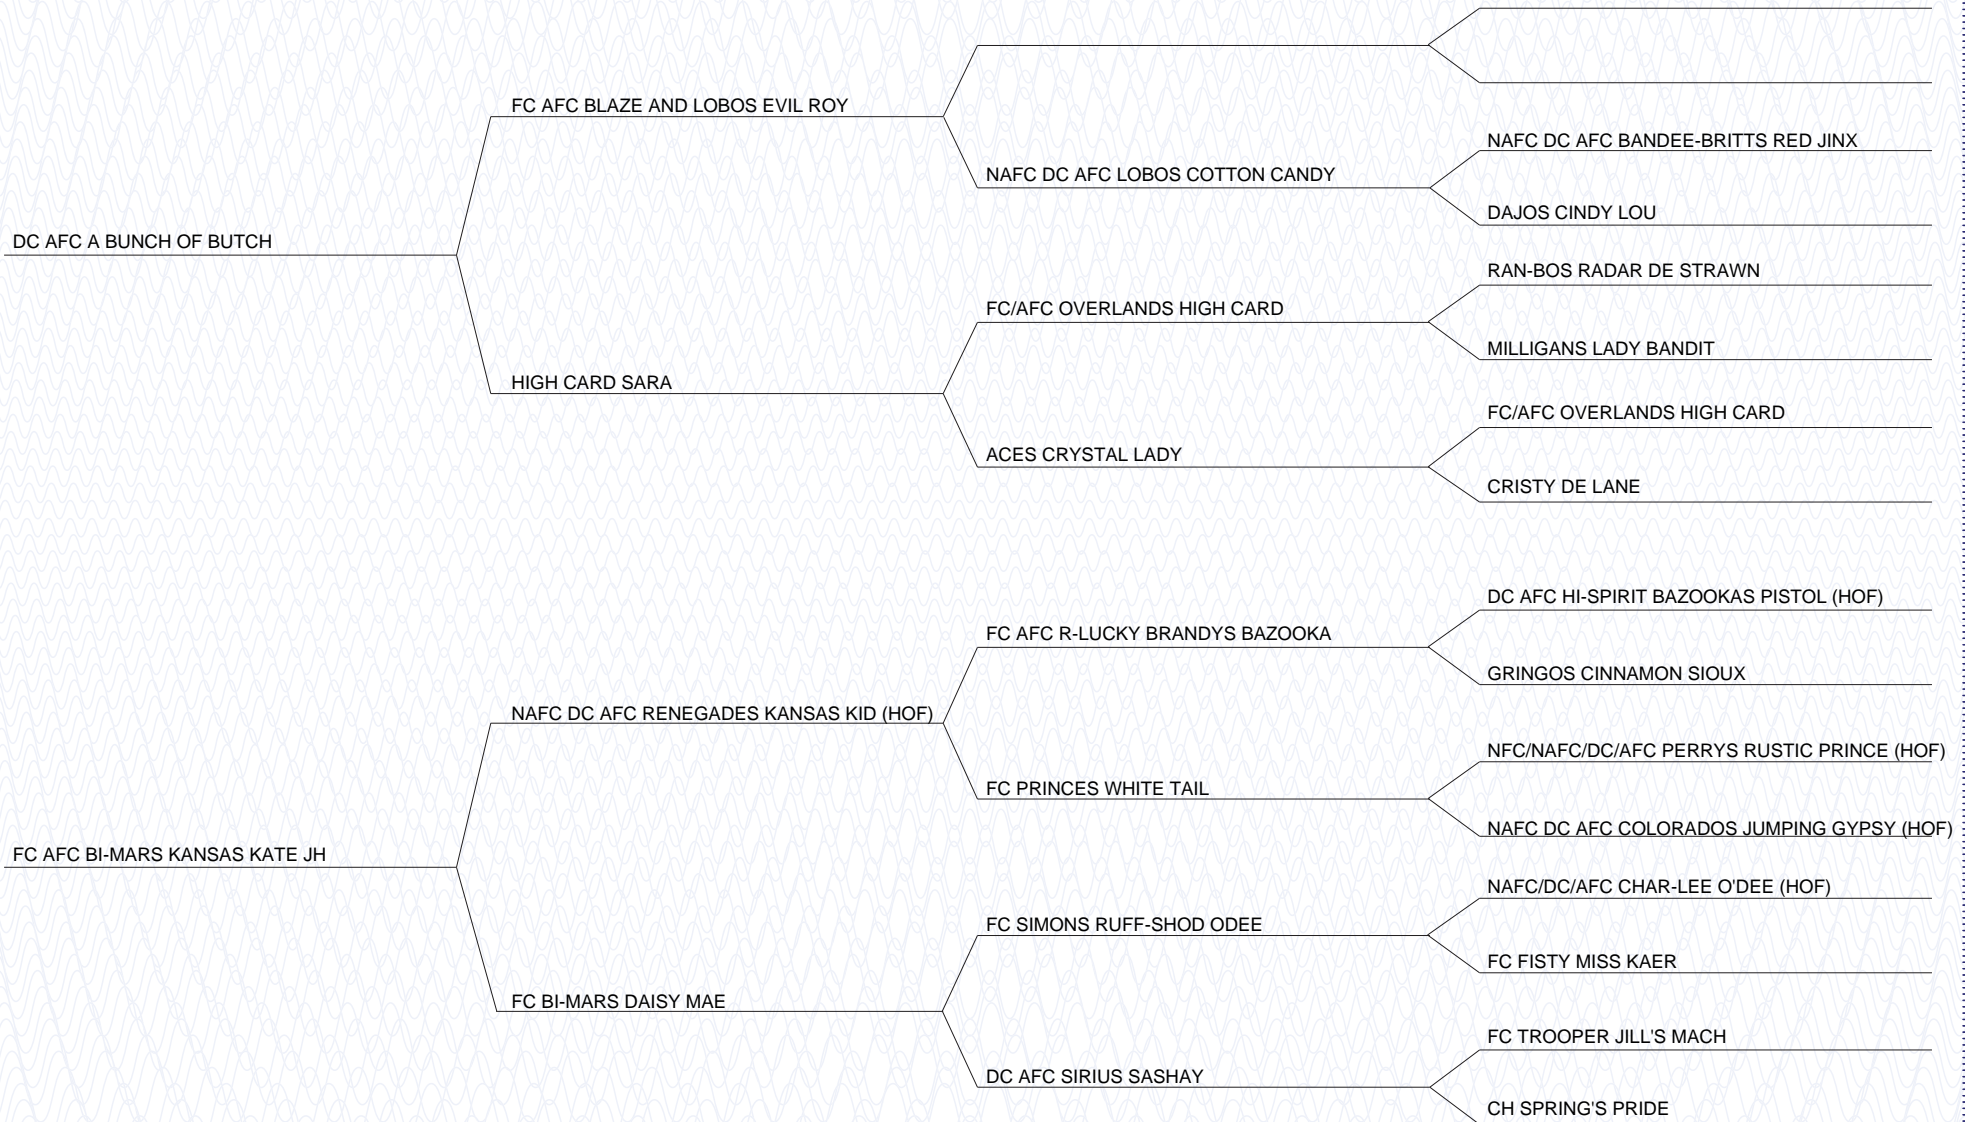 FC AFC BLAZE AND LOBOS EVIL ROY
NAFC DC AFC BANDEE-BRITTS RED JINX
NAFC DC AFC LOBOS COTTON CANDY
DAJOS CINDY LOU
DC AFC A BUNCH OF BUTCH
RAN-BOS RADAR DE STRAWN
FC/AFC OVERLANDS HIGH CARD
MILLIGANS LADY BANDIT
HIGH CARD SARA
FC/AFC OVERLANDS HIGH CARD
ACES CRYSTAL LADY
CRISTY DE LANE
DC AFC HI-SPIRIT BAZOOKAS PISTOL (HOF)
FC AFC R-LUCKY BRANDYS BAZOOKA
GRINGOS CINNAMON SIOUX
NAFC DC AFC RENEGADES KANSAS KID (HOF)
NFC/NAFC/DC/AFC PERRYS RUSTIC PRINCE (HOF)
FC PRINCES WHITE TAIL
NAFC DC AFC COLORADOS JUMPING GYPSY (HOF)
FC AFC BI-MARS KANSAS KATE JH
NAFC/DC/AFC CHAR-LEE O'DEE (HOF)
FC SIMONS RUFF-SHOD ODEE
FC FISTY MISS KAER
FC BI-MARS DAISY MAE
FC TROOPER JILL'S MACH
DC AFC SIRIUS SASHAY
CH SPRING'S PRIDE